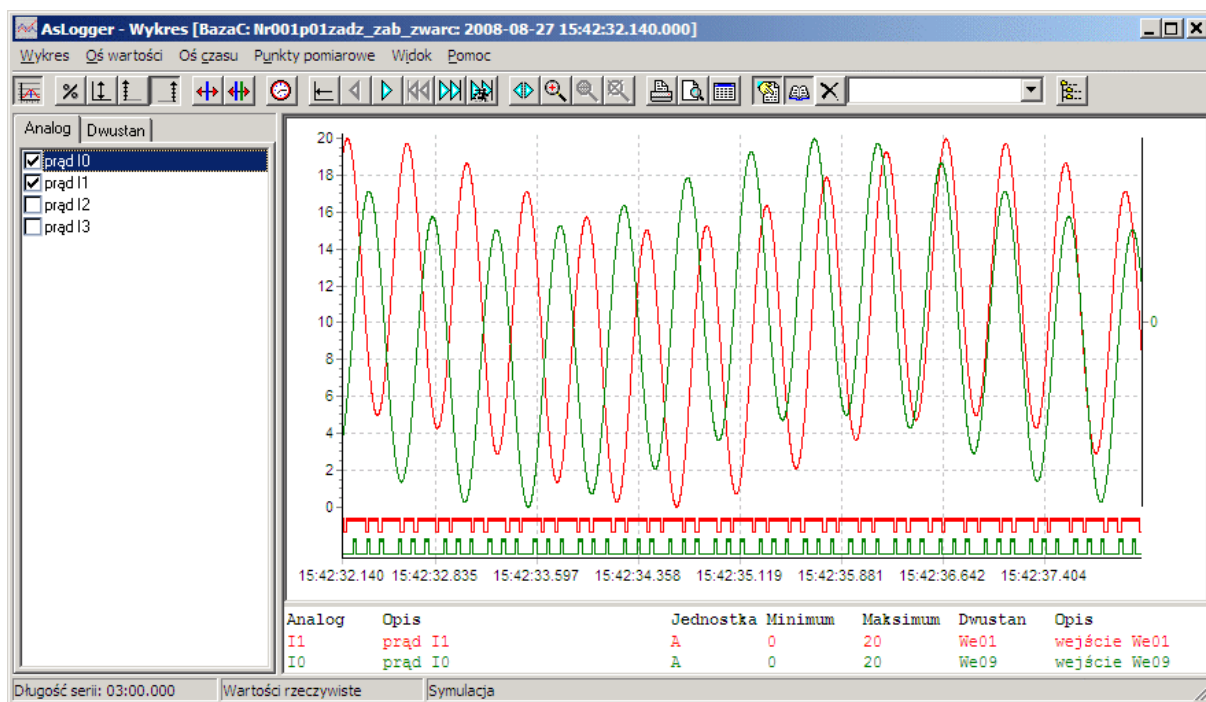 AsLogger - Wykres [BazaC: Nr001p01zadz_zab_zwarc: 2008-08-27 15:42:32.140.000]
Wykres Oś wartości Oś czasu Punkty pomiarowe Widok Pomoc
%
Analog Dwustan
prąd I0
prąd I1
prąd I2
prąd I3
20
18
16
14
12
10
8
6
4
2
0
0
15:42:32.140 15:42:32.835 15:42:33.597 15:42:34.358 15:42:35.119 15:42:35.881 15:42:36.642 15:42:37.404
Analog Opis Jednostka Minimum Maksimum Dwustan Opis
I1 prąd I1 A 0 20 We01 wejście We01
I0 prąd I0 A 0 20 We09 wejście We09
Długość serii: 03:00.000 Wartości rzeczywiste Symulacja